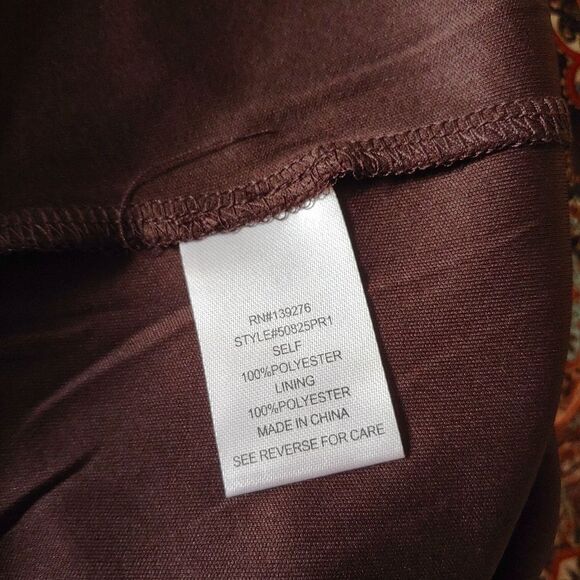 RN#139276
STYLE#50825PR1
SELF
100%POLYESTER
LINING
100%POLYESTER
MADE IN CHINA
SEE REVERSE FOR CARE